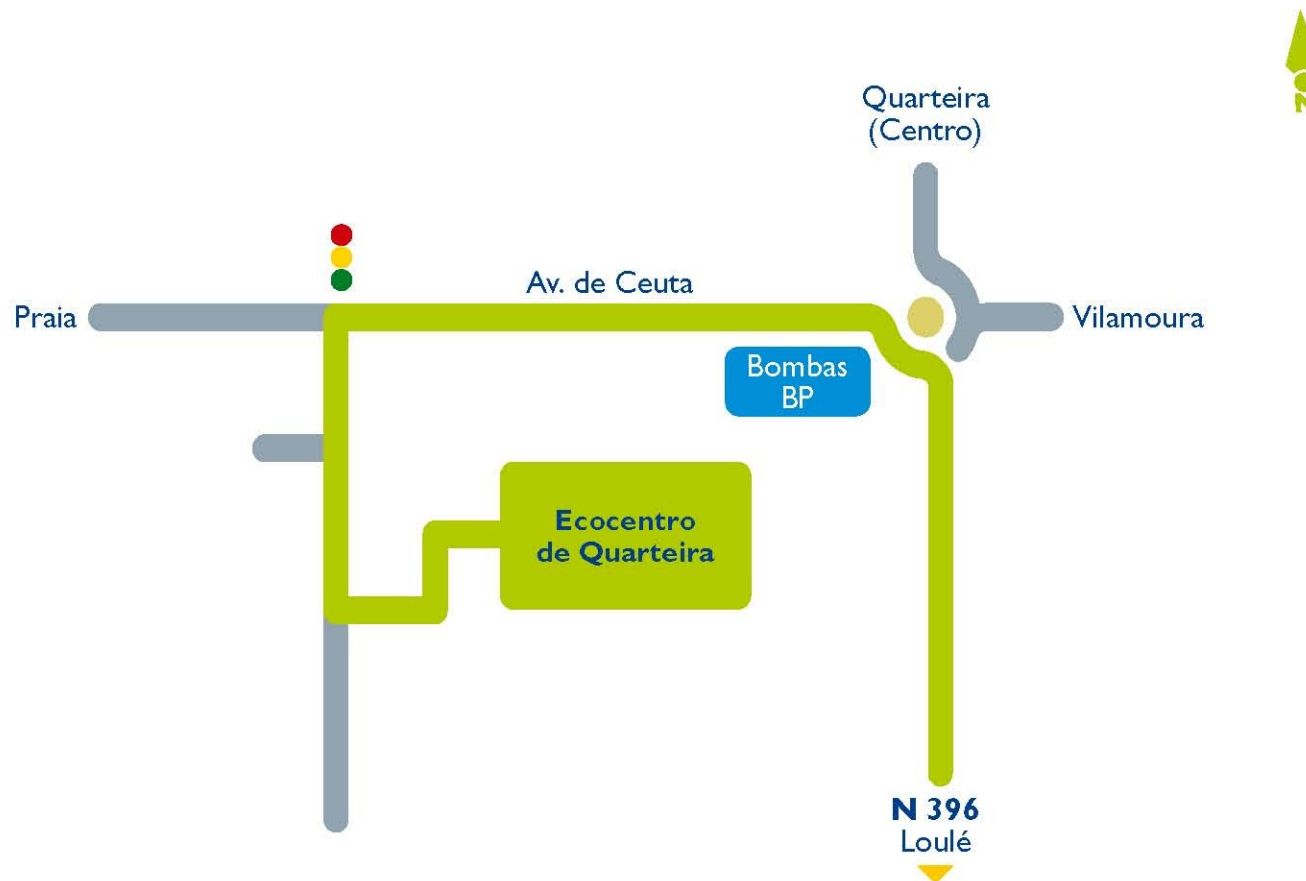 Quarteira
(Centro)
Av. de Ceuta
Praia
Vilamoura
Bombas
BP
Ecocentro
de Quarteira
N 396
Loulé